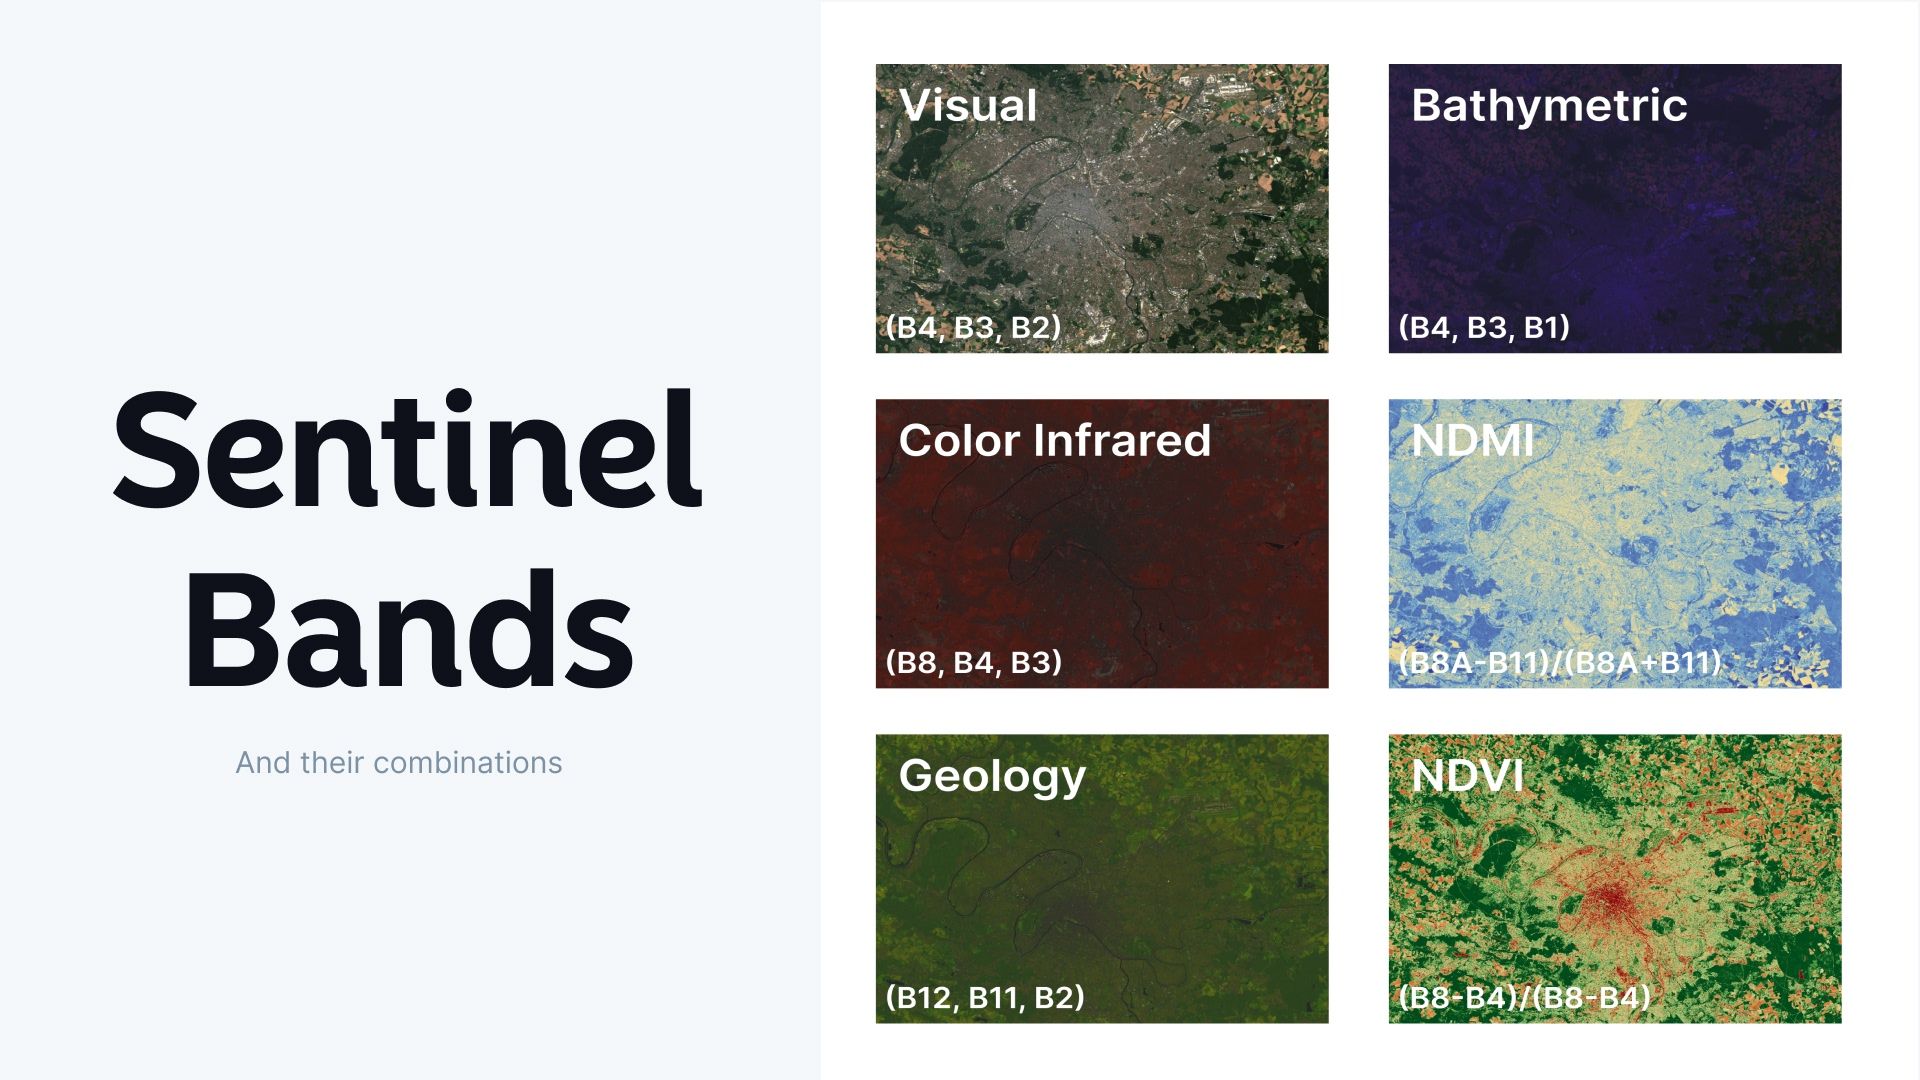 Sentinel
Bands
And their combinations
Visual
(B4, B3, B2)
Bathymetric
(B4, B3, B1)
Color Infrared
(B8, B4, B3)
NDMI
(B8A-B11)/(B8A+B11)
Geology
(B12, B11, B2)
NDVI
(B8-B4)/(B8-B4)